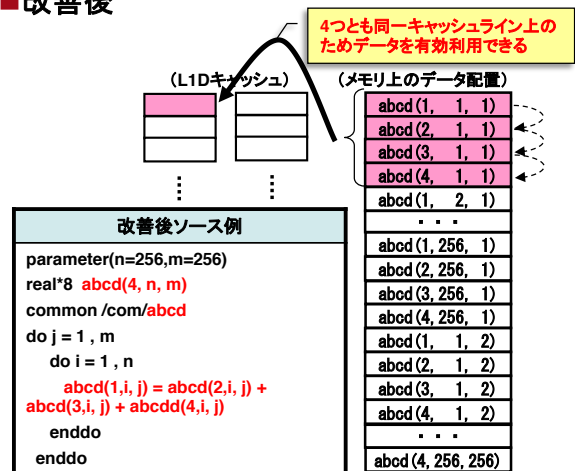 ■改善後
4つとも同一キャッシュライン上の
ためデータを有効利用できる
(L1Dキャッシュ)
(メモリ上のデータ配置)
abcd(1, 1, 1)
abcd(2, 1, 1)
abcd(3, 1, 1)
abcd(4, 1, 1)
abcd(1, 2, 1)
・・・
abcd(1,256, 1)
abcd(2,256, 1)
abcd(3,256, 1)
abcd(4,256, 1)
abcd(1, 1, 2)
abcd(2, 1, 2)
abcd(3, 1, 2)
abcd(4, 1, 2)
・・・
abcd(4,256,256)
改善後ソース例
parameter(n=256,m=256)
real*8 abcd(4, n, m)
common /com/abcd
do j = 1 , m
do i = 1 , n
abcd(1,i, j) = abcd(2,i, j) +
abcd(3,i, j) + abcdd(4,i, j)
enddo
enddo